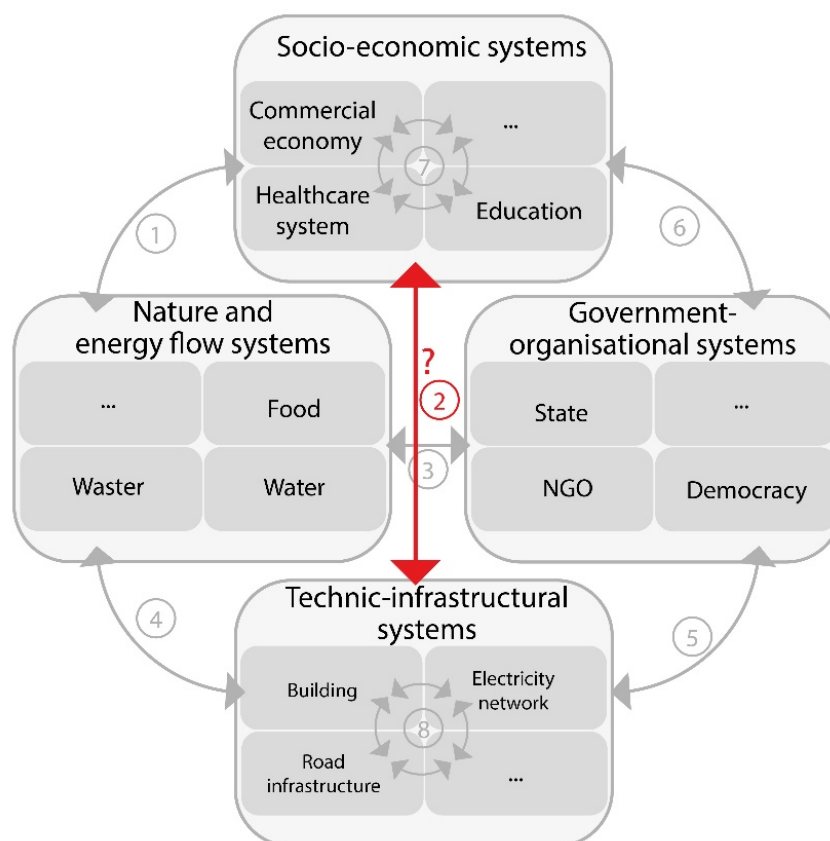 Socio-economic systems
Commercial
economy
...
7
Healthcare
system
Education
1
6
Nature and
energy flow systems
Government-
organisational systems
?
2
...
Food
State
...
3
Waster
Water
NGO
Democracy
4
5
Technic-infrastructural
systems
Building
Electricity
network
8
Road
infrastructure
...